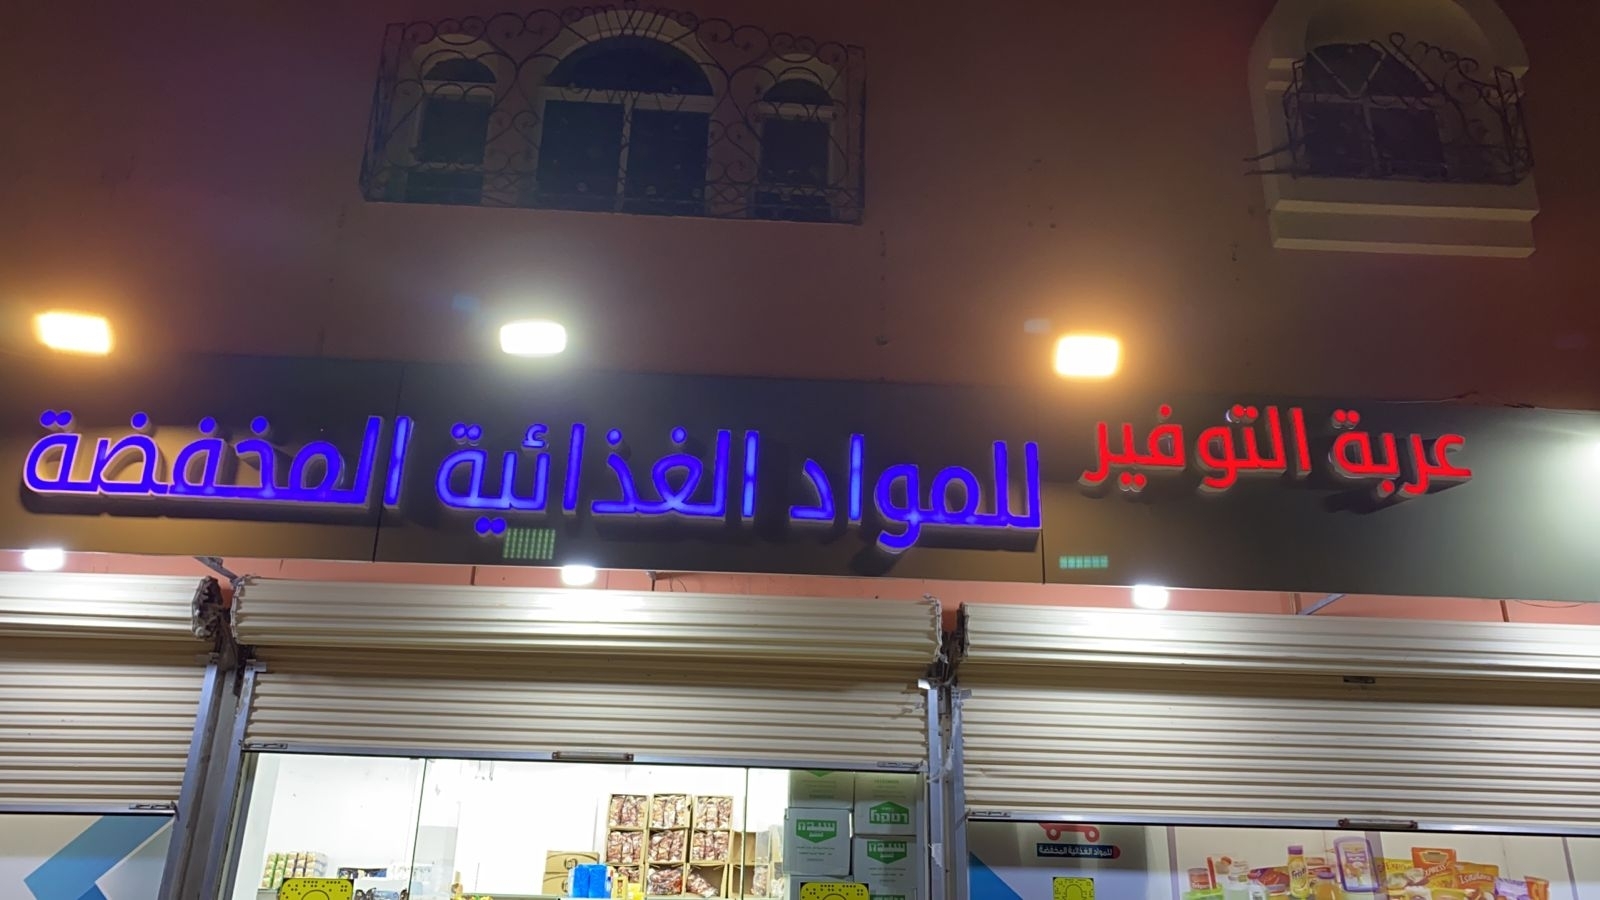 عربة التوفير
للمواد الغذائية المخفضة
للمواد الغذائية المخفضة